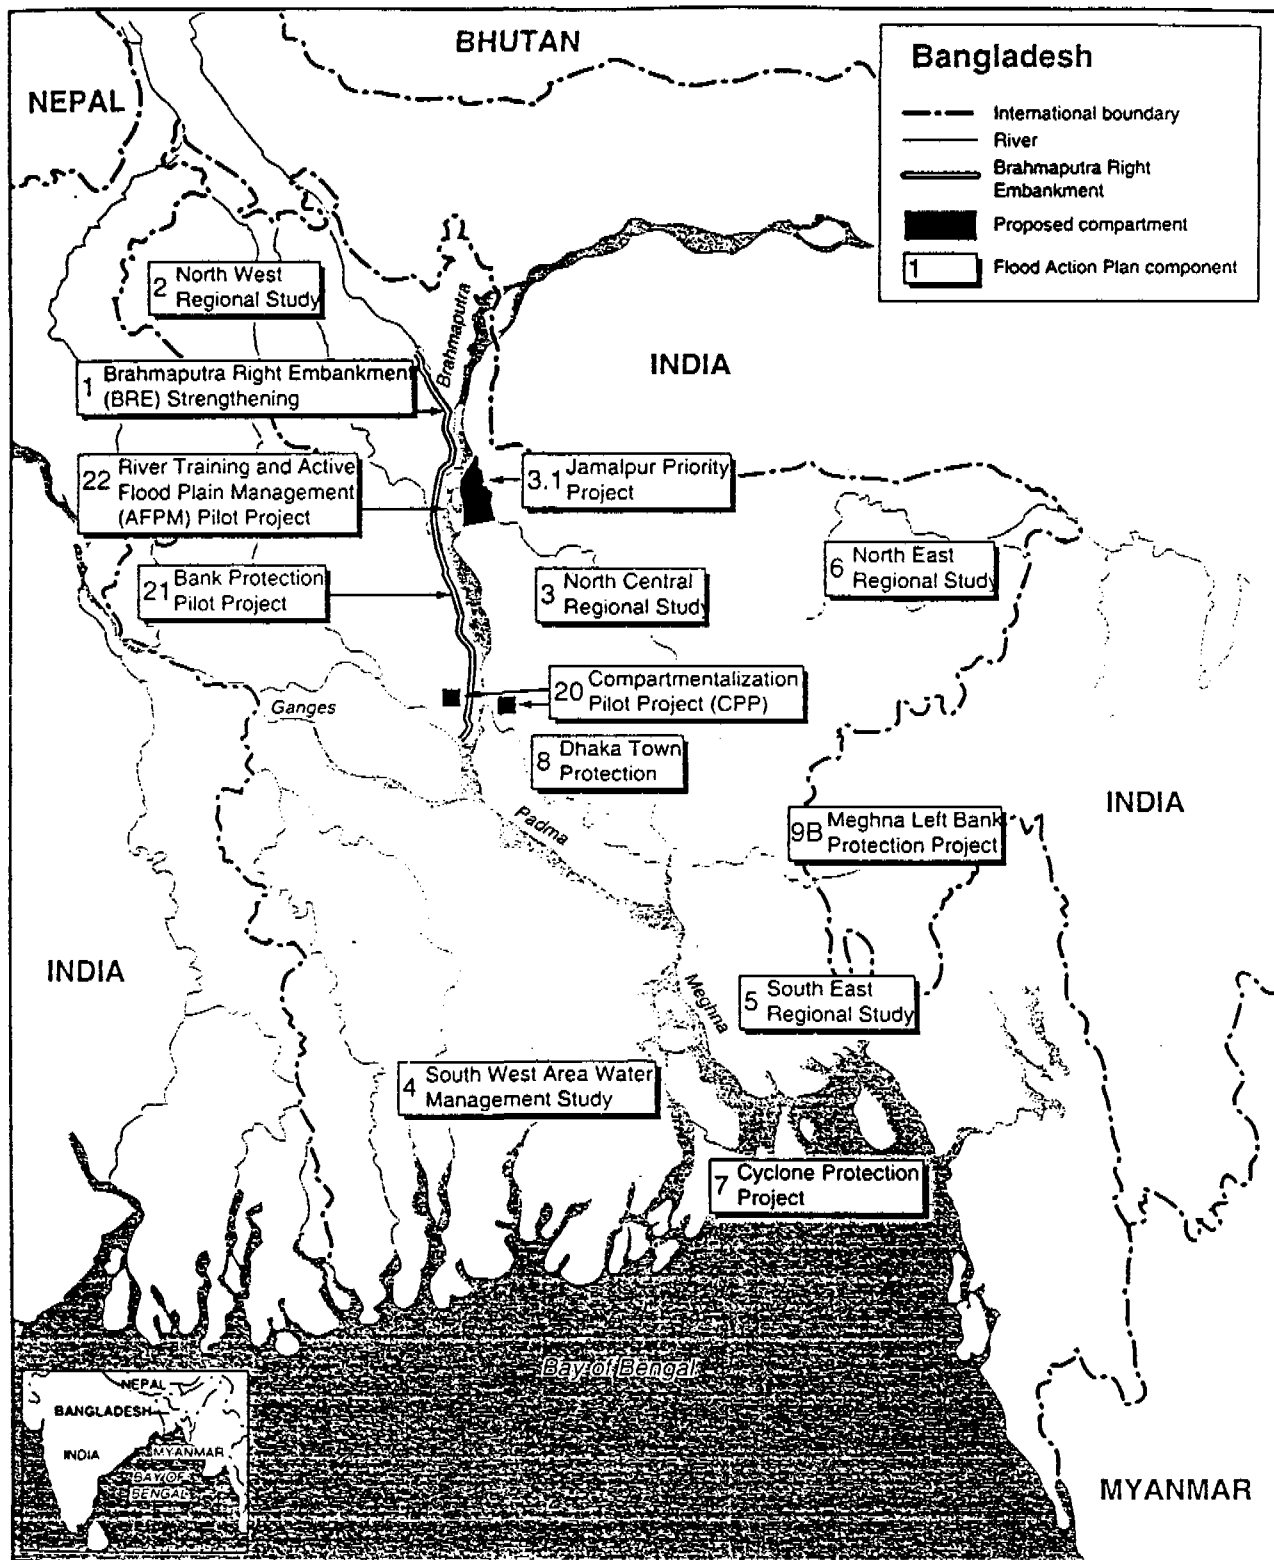 BHUTAN
NEPAL
Bangladesh
International boundary
River
Brahmaputra Right
Embankment
Proposed compartment
1 Flood Action Plan component
2 North West
Regional Study
Brahmaputra
INDIA
1 Brahmaputra Right Embankment
(BRE) Strengthening
22 River Training and Active
Flood Plain Management
(AFPM) Pilot Project
3.1 Jamalpur Priority
Project
6 North East
Regional Study
21 Bank Protection
Pilot Project
3 North Central
Regional Study
20 Compartmentalization
Pilot Project (CPP)
Ganges
8 Dhaka Town
Protection
INDIA
Padma
9B Meghna Left Bank
Protection Project
INDIA
Meghna
5 South East
Regional Study
4 South West Area Water
Management Study
7 Cyclone Protection
Project
Bay of Bengal
NEPAL
BANGLADESH
INDIA
MYANMAR
BAY OF
BENGAL
MYANMAR